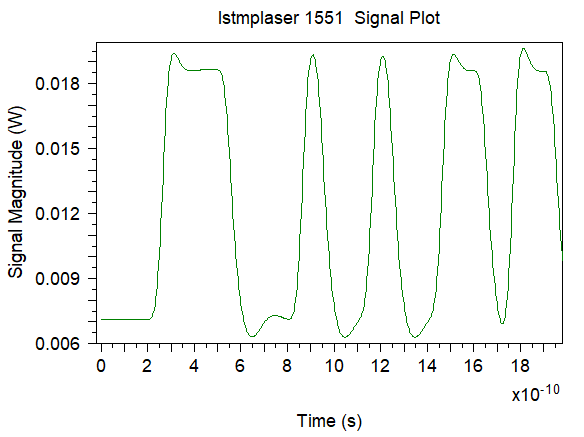 lstmplaser 1551  Signal Plot
Signal Magnitude (W)
0.018
0.015
0.012
0.009
0.006
0 2 4 6 8 10 12 14 16 18
x10-10
Time (s)